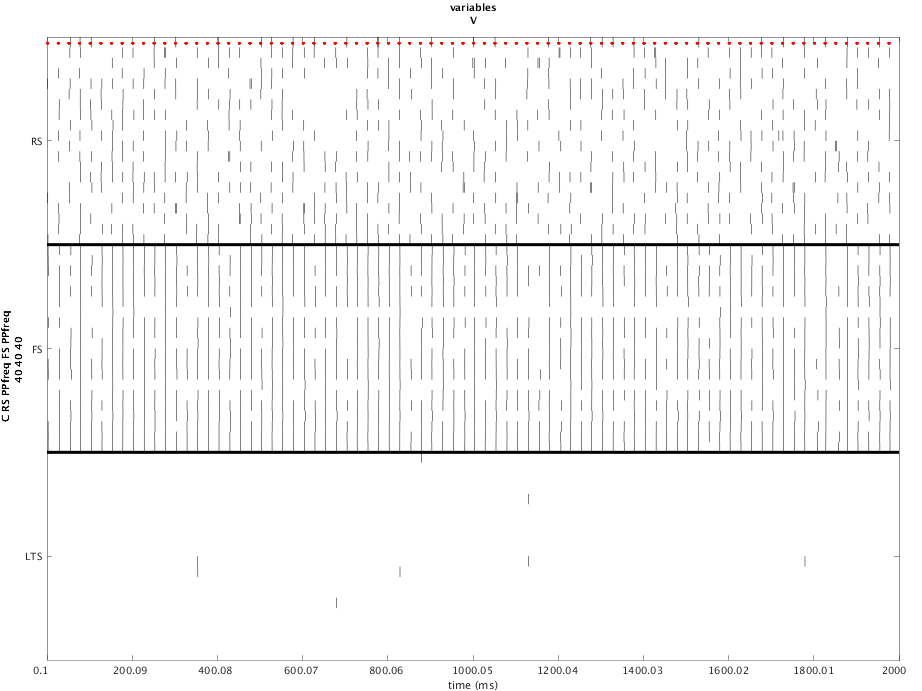 variables
V
C RS PPfreq FS PPfreq
40 40 40
RS
FS
LTS
0.1 200.09 400.08 600.07 800.06 1000.05 1200.04 1400.03 1600.02 1800.01 2000
time (ms)